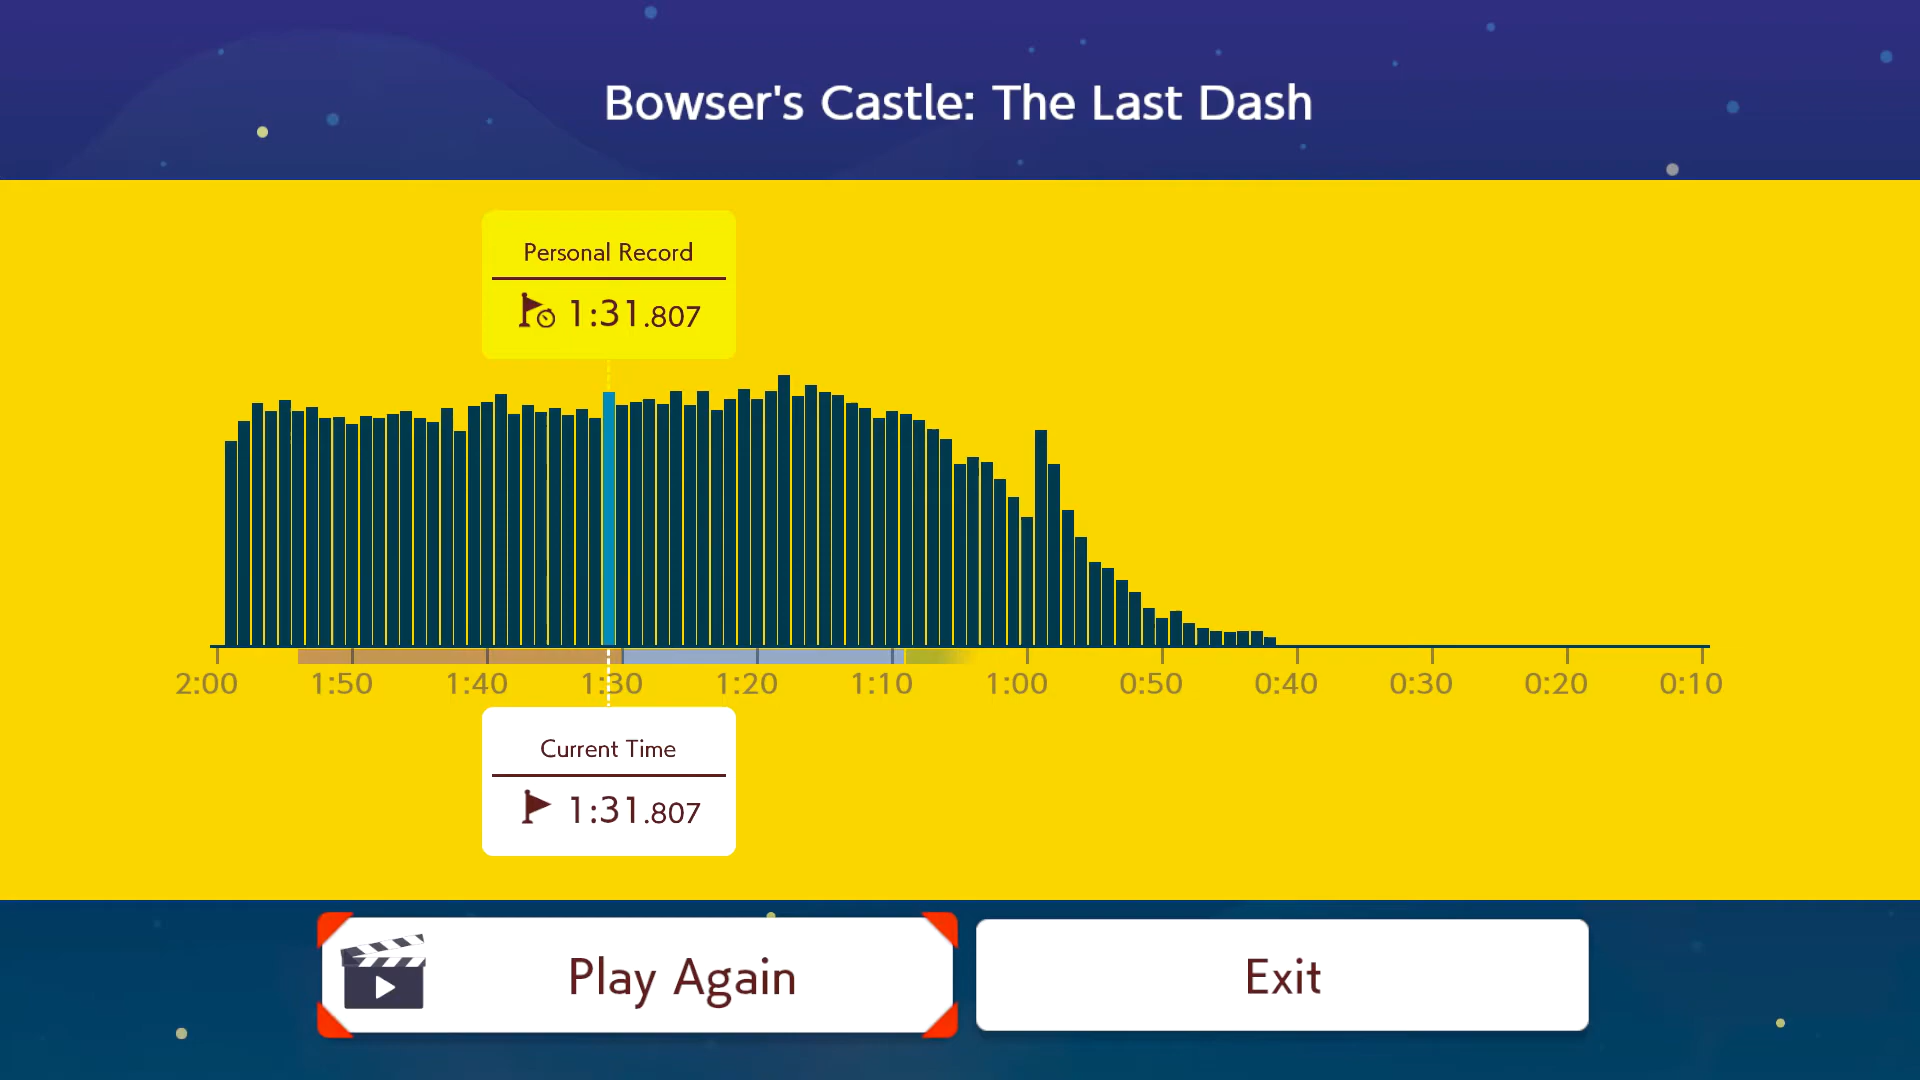 Bowser's Castle: The Last Dash
Personal Record
1:31.807
2:00 1:50 1:40 1:30 1:20 1:10 1:00 0:50 0:40 0:30 0:20 0:10
Current Time
1:31.807
Play Again Exit